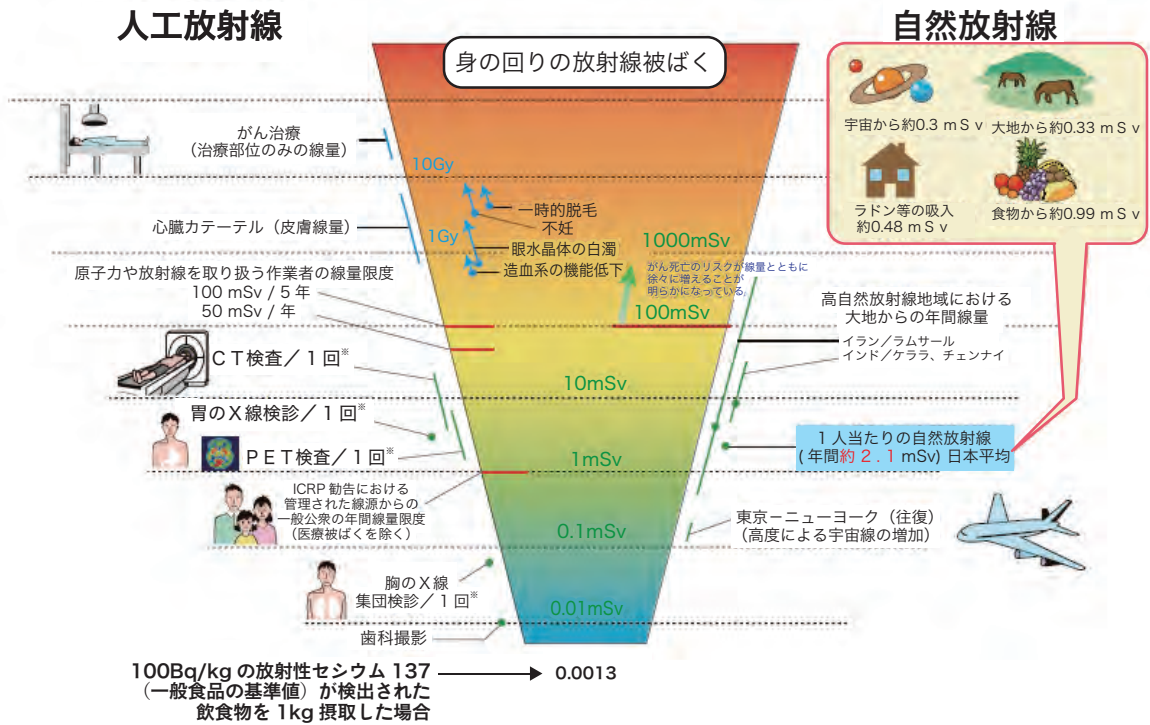 人工放射線
自然放射線
身の回りの放射線被ばく
宇宙から約0.3 mSv
大地から約0.33 mSv
ラドン等の吸入
約0.48 mSv
食物から約0.99 mSv
がん治療
(治療部位のみの線量)
10Gy
心臓カテーテル(皮膚線量)
1Gy
一時的脱毛
不妊
眼水晶体の白濁
造血系の機能低下
1000mSv
がん死亡のリスクが線量とともに
徐々に増えることが
明らかになっている。
100mSv
原子力や放射線を取り扱う作業者の線量限度
100 mSv / 5 年
50 mSv / 年
高自然放射線地域における
大地からの年間線量
イラン/ラムサール
インド/ケララ、チェンナイ
CT検査/1回※
10mSv
胃のX線検診/1回※
PET検査/1回※
1mSv
1人当たりの自然放射線
(年間約 2.1 mSv) 日本平均
ICRP 勧告における
管理された線源からの
一般公衆の年間線量限度
(医療被ばくを除く)
0.1mSv
東京ーニューヨーク(往復)
(高度による宇宙線の増加)
胸のX線
集団検診/1回※
0.01mSv
歯科撮影
100Bq/kg の放射性セシウム 137
(一般食品の基準値)が検出された
飲食物を 1kg 摂取した場合
0.0013